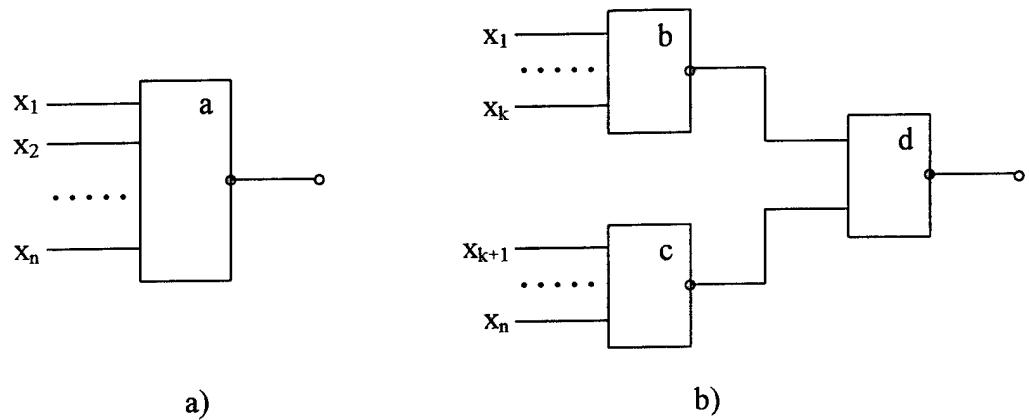 x₁
x₂
.....
xₙ
a
a)
x₁
.....
xₖ
b
xₖ₊₁
.....
xₙ
c
d
b)